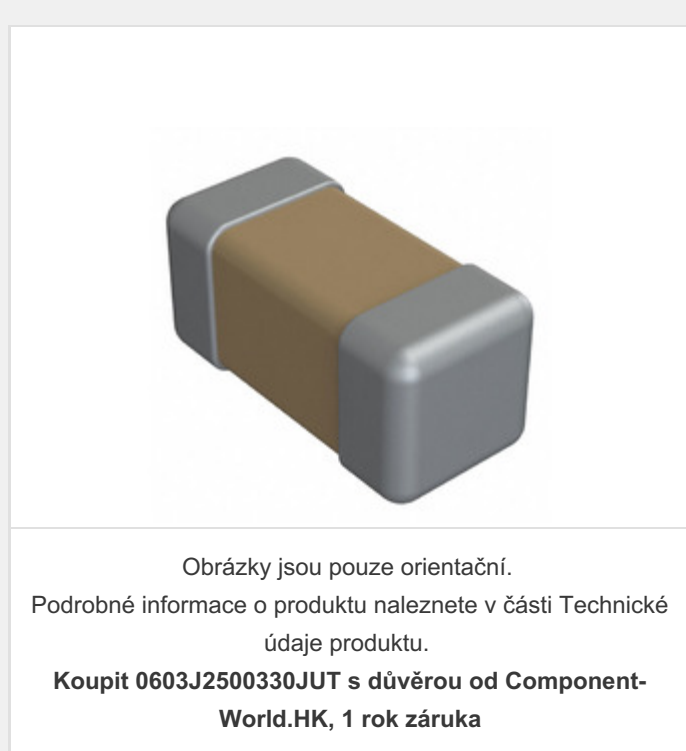 Obrázky jsou pouze orientační.
Podrobné informace o produktu naleznete v části Technické
údaje produktu.
Koupit 0603J2500330JUT s důvěrou od Component-
World.HK, 1 rok záruka